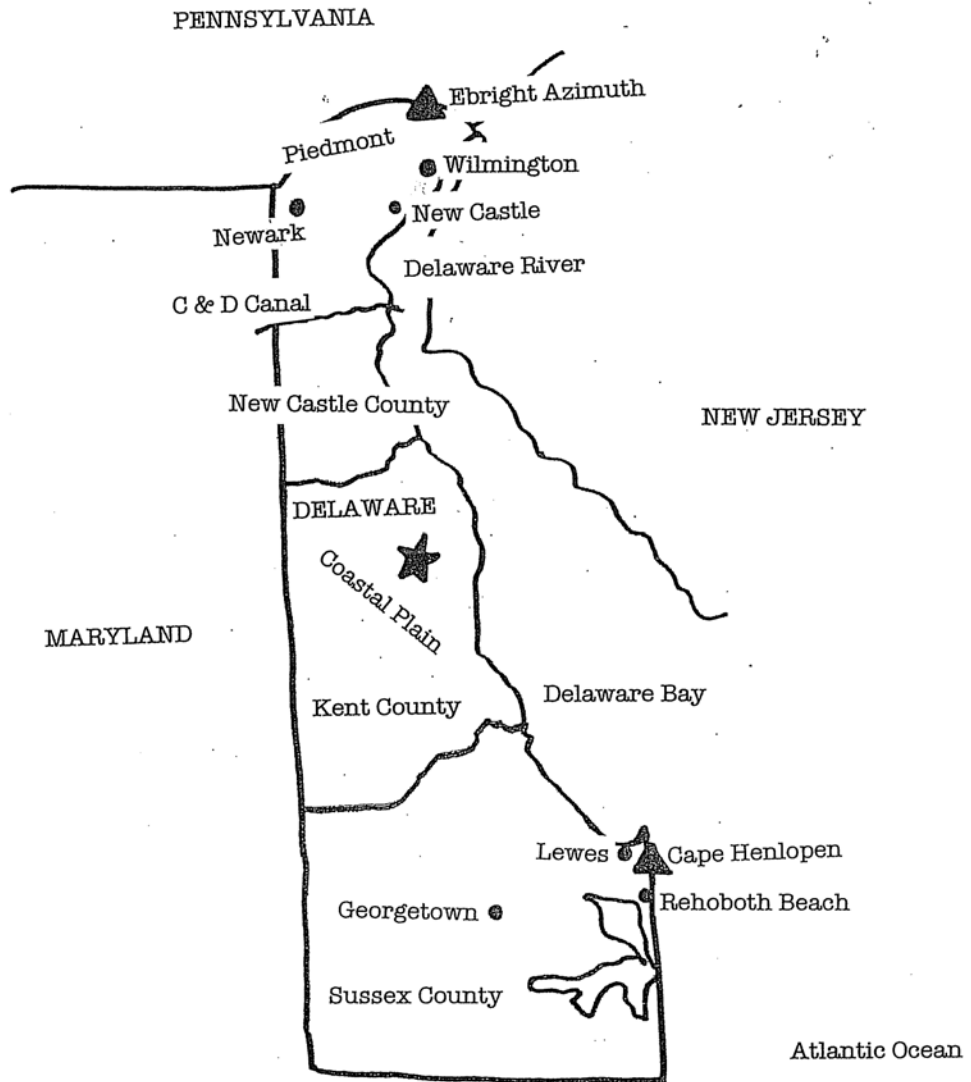 PENNSYLVANIA
Ebright Azimuth
Piedmont
Wilmington
New Castle
Newark
Delaware River
C & D Canal
New Castle County
NEW JERSEY
DELAWARE
Coastal Plain
MARYLAND
Kent County
Delaware Bay
Lewes
Cape Henlopen
Rehoboth Beach
Georgetown
Sussex County
Atlantic Ocean